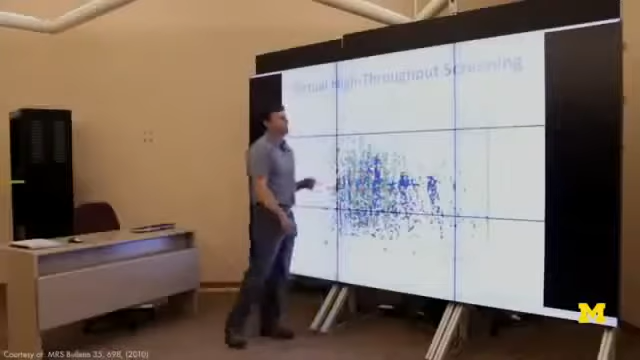 Virtual High-Throughput Screening
M
Courtesy of: MRS Bulletin 35, 698, (2010)